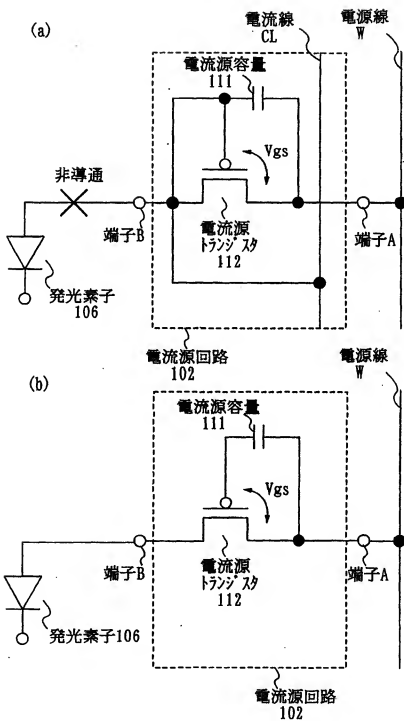 (a)
電流線
CL
電源線
W
電流源容量
111
Vgs
非導通
端子B
電流源
トランジスタ
112
端子A
発光素子
106
電流源回路
102
(b)
電源線
W
電流源容量
111
Vgs
端子B
電流源
トランジスタ
112
端子A
発光素子106
電流源回路
102